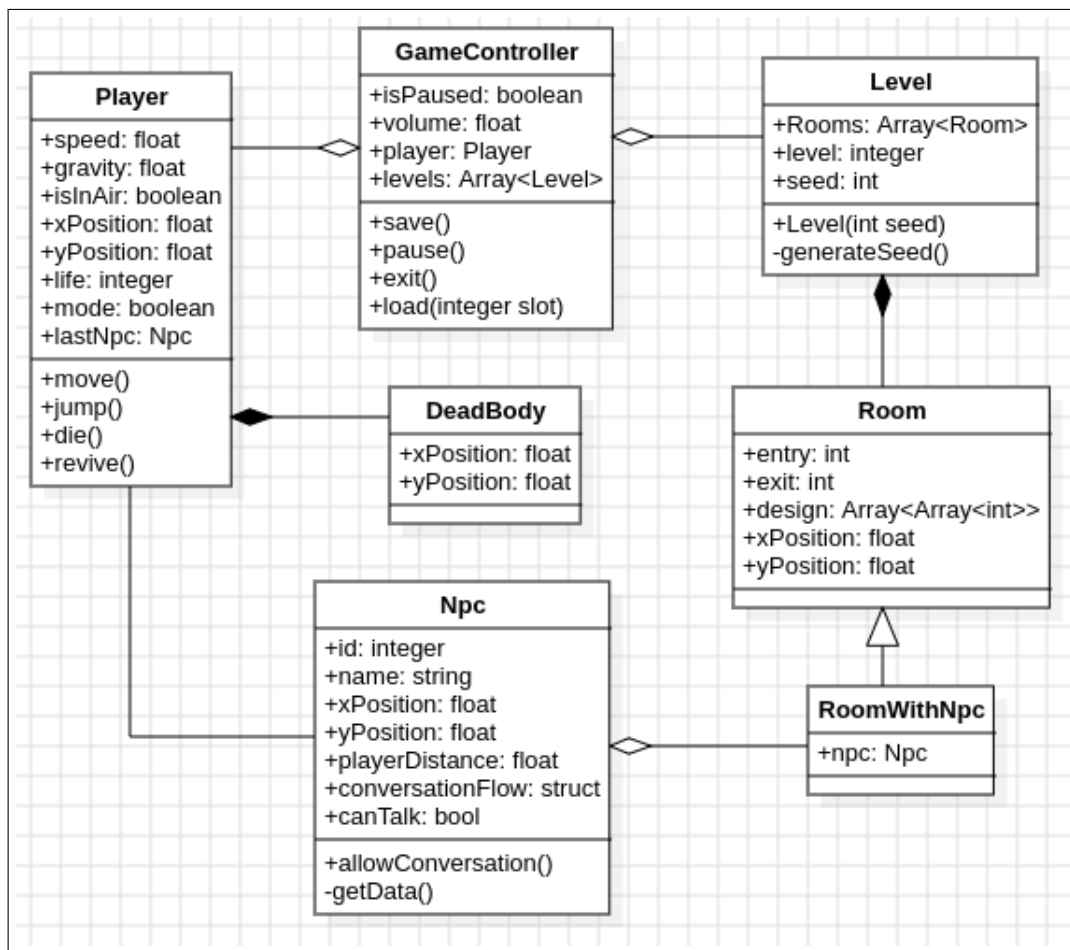 GameController
+isPaused: boolean
+volume: float
+player: Player
+levels: Array<Level>
+save()
+pause()
+exit()
+load(integer slot)
Player
+speed: float
+gravity: float
+isInAir: boolean
+xPosition: float
+yPosition: float
+life: integer
+mode: boolean
+lastNpc: Npc
+move()
+jump()
+die()
+revive()
Level
+Rooms: Array<Room>
+level: integer
+seed: int
+Level(int seed)
-generateSeed()
DeadBody
+xPosition: float
+yPosition: float
Room
+entry: int
+exit: int
+design: Array<Array<int>>
+xPosition: float
+yPosition: float
Npc
+id: integer
+name: string
+xPosition: float
+yPosition: float
+playerDistance: float
+conversationFlow: struct
+canTalk: bool
+allowConversation()
-getData()
RoomWithNpc
+npc: Npc